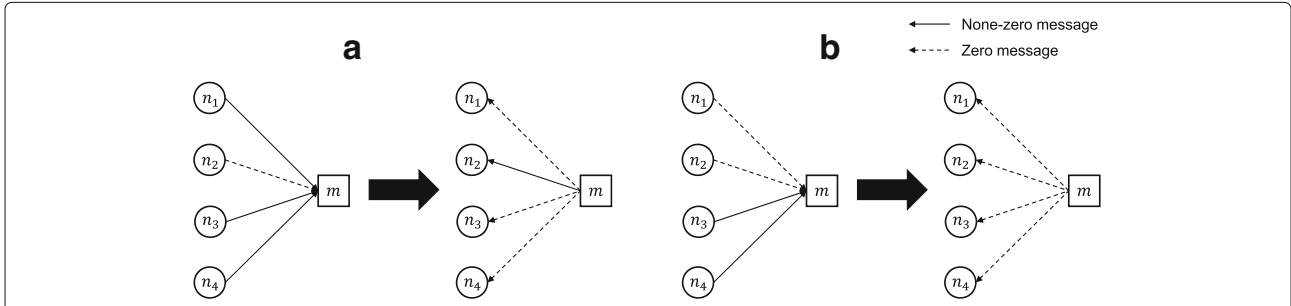 None-zero message
Zero message
a
b
n1 n1 n1 n1
n2 n2 n2 n2
m m m m
n3 n3 n3 n3
n4 n4 n4 n4